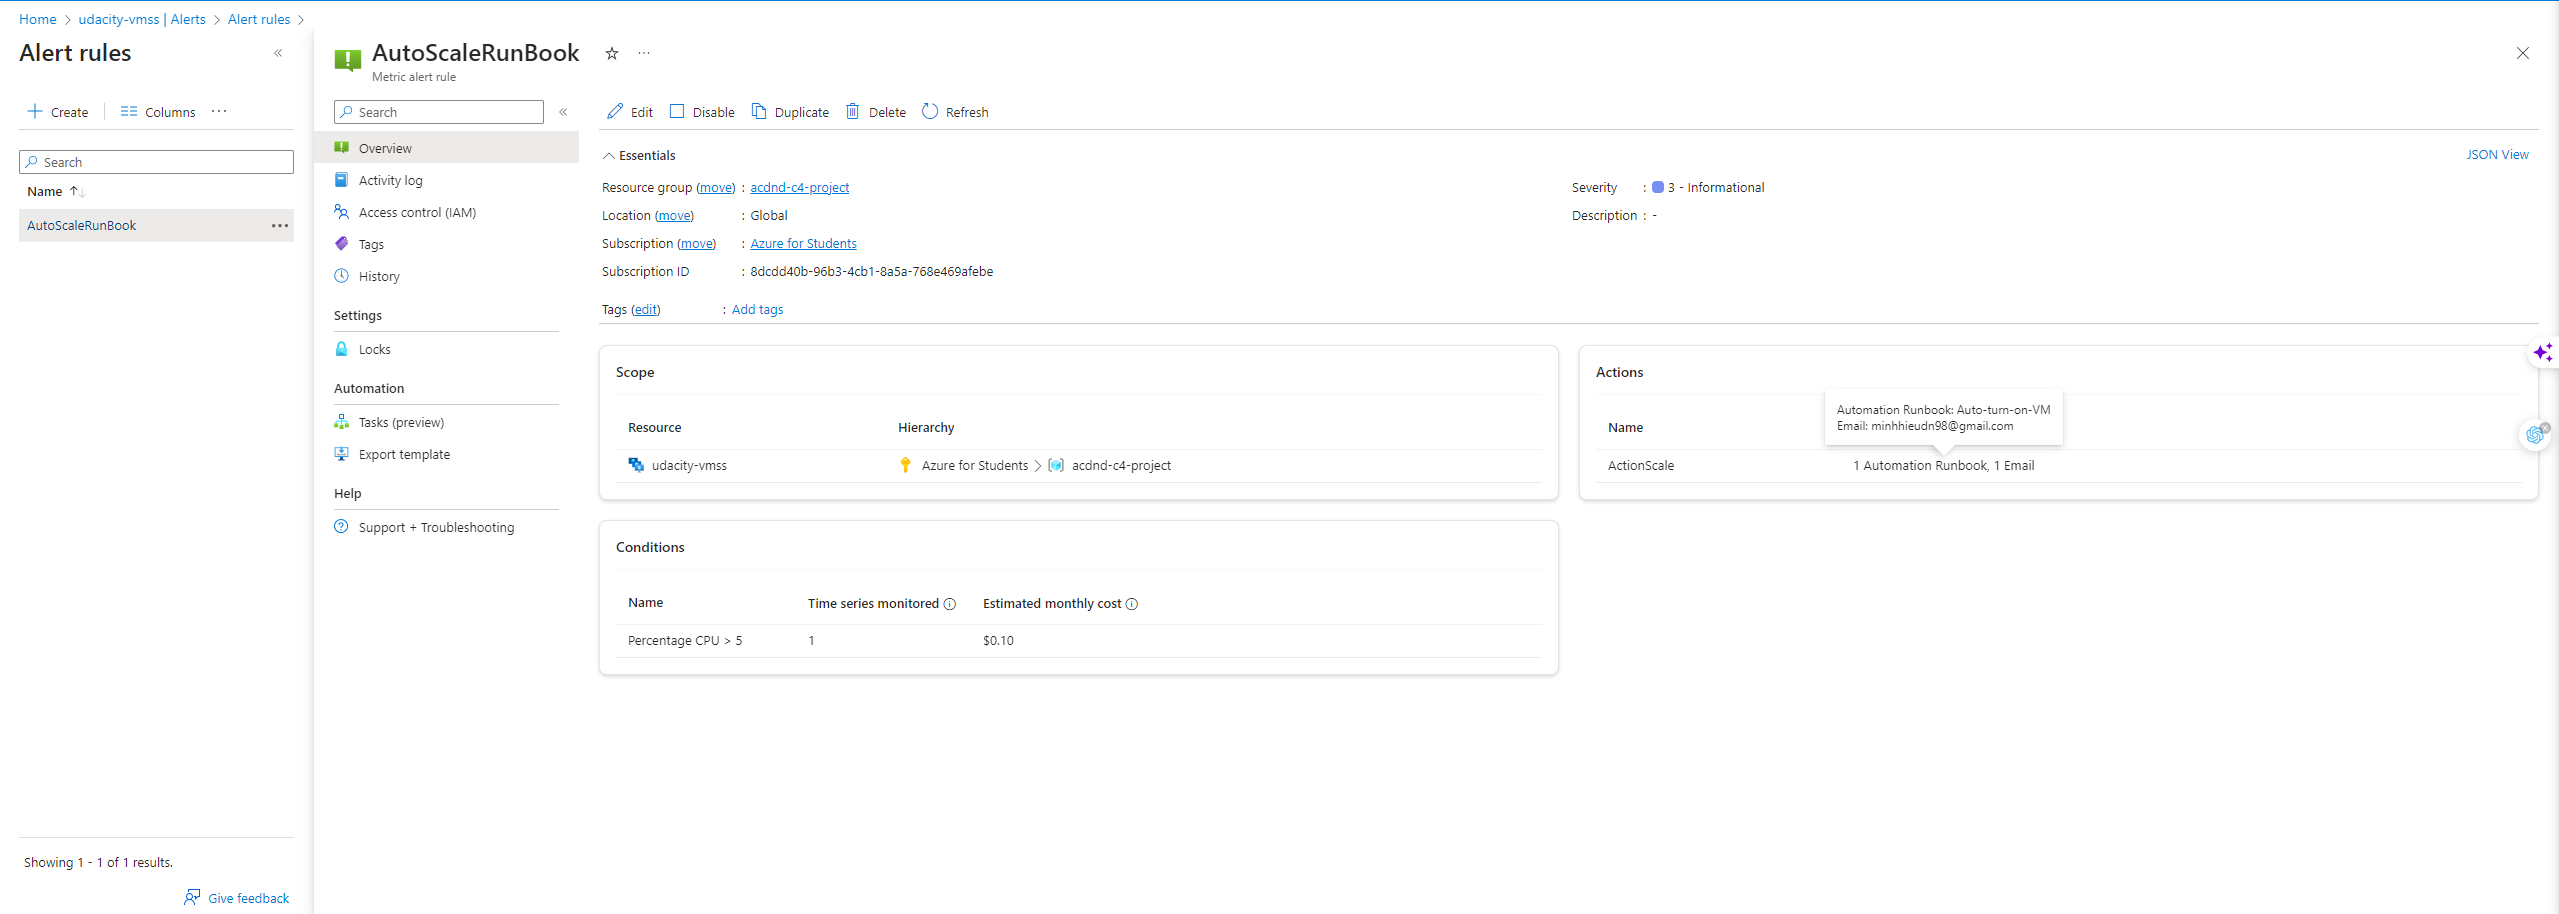 Home > udacity-vmss | Alerts > Alert rules >
Alert rules «
Create Columns ...
Search
Name ↑↓
AutoScaleRunBook ...
Showing 1 - 1 of 1 results.
Give feedback
AutoScaleRunBook ...
Metric alert rule
Search «
Overview
Activity log
Access control (IAM)
Tags
History
Settings
Locks
Automation
Tasks (preview)
Export template
Help
Support + Troubleshooting
Edit Disable Duplicate Delete Refresh
Essentials
JSON View
Resource group (move) : acdnd-c4-project
Location (move) : Global
Subscription (move) : Azure for Students
Subscription ID : 8dcdd40b-96b3-4cb1-8a5a-768e469afebe
Severity : 3 - Informational
Description : -
Tags (edit) : Add tags
Scope
Resource Hierarchy
udacity-vmss Azure for Students > acdnd-c4-project
Actions
Automation Runbook: Auto-turn-on-VM
Email: minhhieudn98@gmail.com
Name
ActionScale 1 Automation Runbook, 1 Email
Conditions
Name Time series monitored Estimated monthly cost
Percentage CPU > 5 1 $0.10